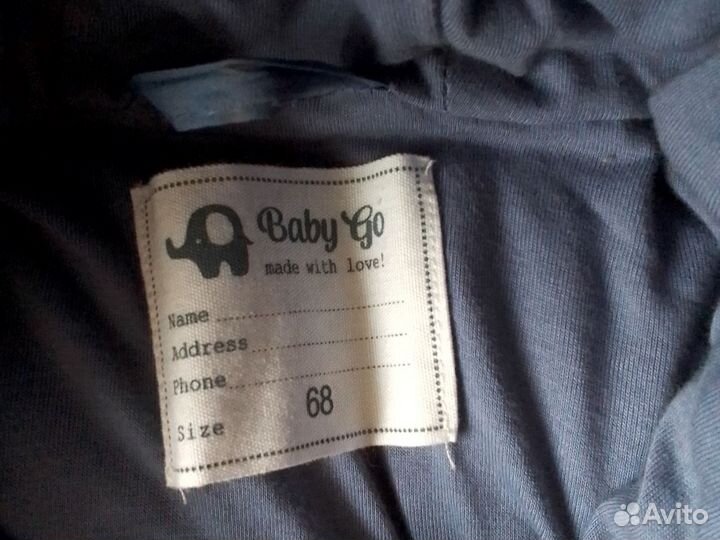 Baby Go
made with love!
Name
Address
Phone
Size 68
Avito